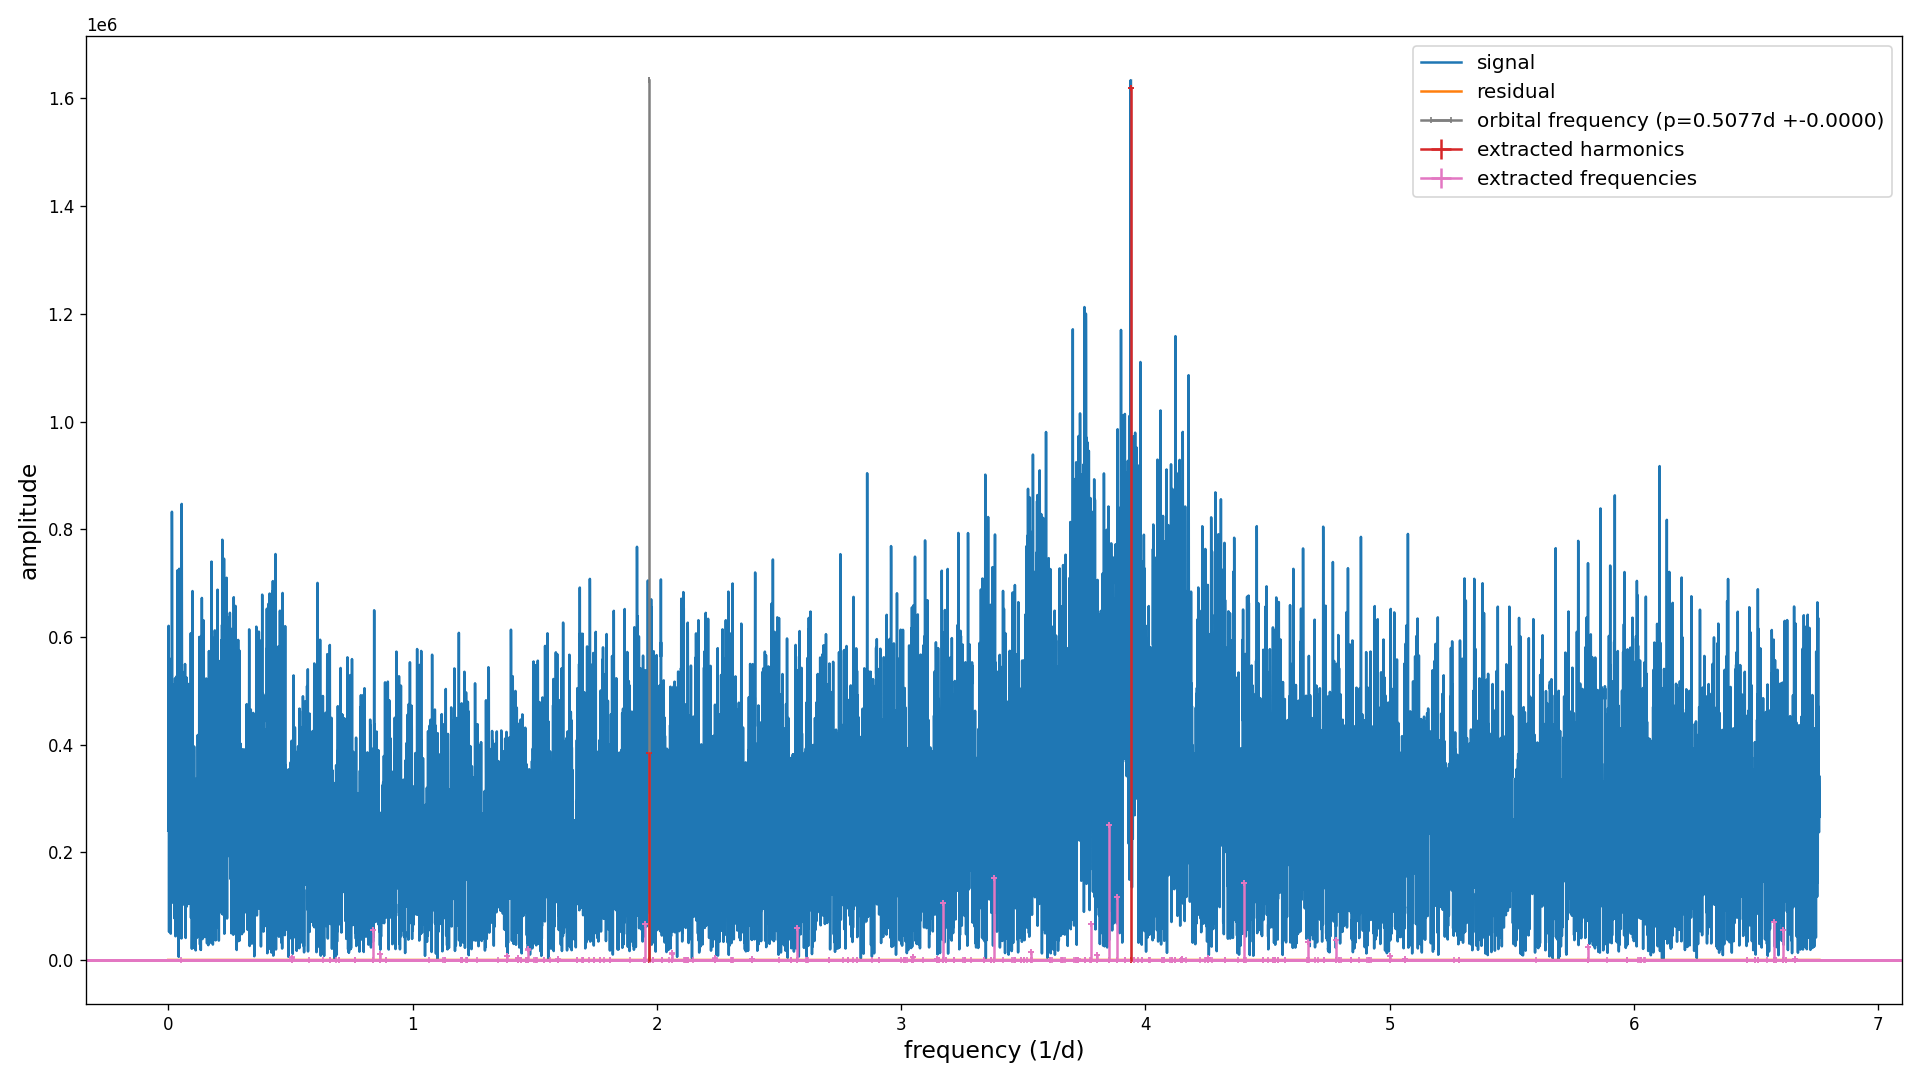 1e6
signal
residual
orbital frequency (p=0.5077d +-0.0000)
extracted harmonics
extracted frequencies
1.6
1.4
1.2
1.0
0.8
0.6
0.4
0.2
0.0
amplitude
0 1 2 3 4 5 6 7
frequency (1/d)